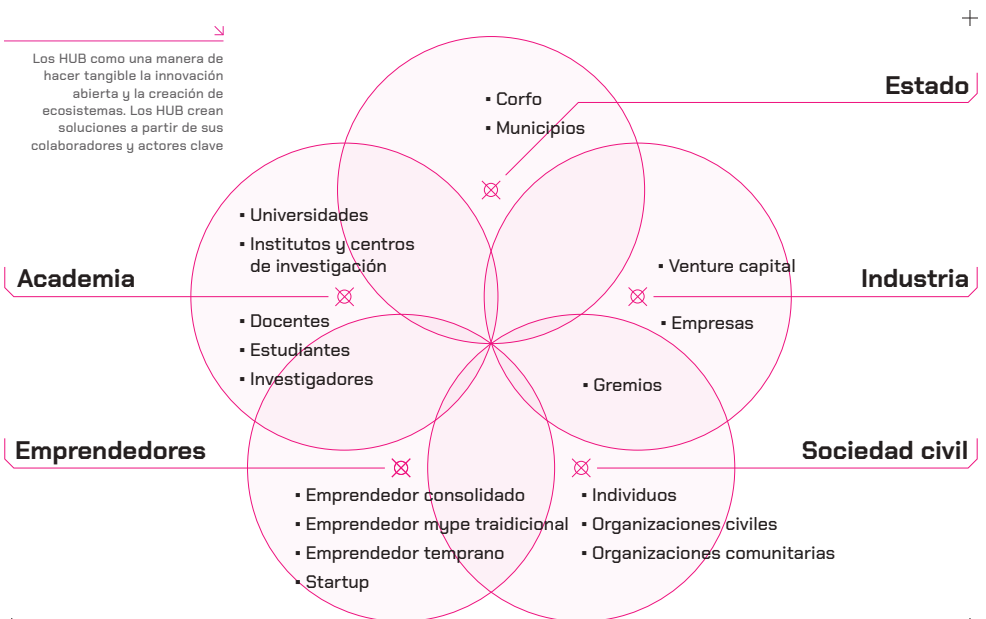 Los HUB como una manera de
hacer tangible la innovación
abierta y la creación de
ecosistemas. Los HUB crean
soluciones a partir de sus
colaboradores y actores clave
Estado
▪ Corfo
▪ Municipios
Academia
▪ Universidades
▪ Institutos y centros
de investigación
▪ Docentes
▪ Estudiantes
▪ Investigadores
Industria
▪ Venture capital
▪ Empresas
▪ Gremios
Emprendedores
▪ Emprendedor consolidado
▪ Emprendedor mype traidicional
▪ Emprendedor temprano
▪ Startup
Sociedad civil
▪ Individuos
▪ Organizaciones civiles
▪ Organizaciones comunitarias